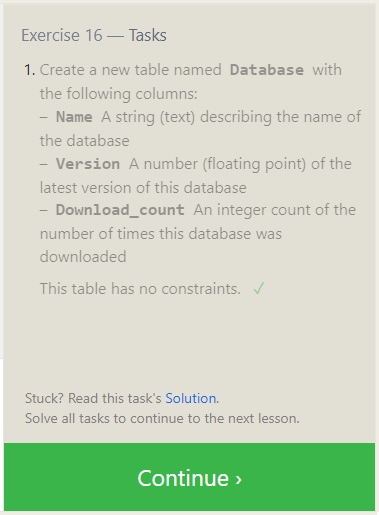 Exercise 16 — Tasks
1. Create a new table named Database with
the following columns:
– Name A string (text) describing the name of
the database
– Version A number (floating point) of the
latest version of this database
– Download_count An integer count of the
number of times this database was
downloaded
This table has no constraints. ✓
Stuck? Read this task's Solution.
Solve all tasks to continue to the next lesson.
Continue ›